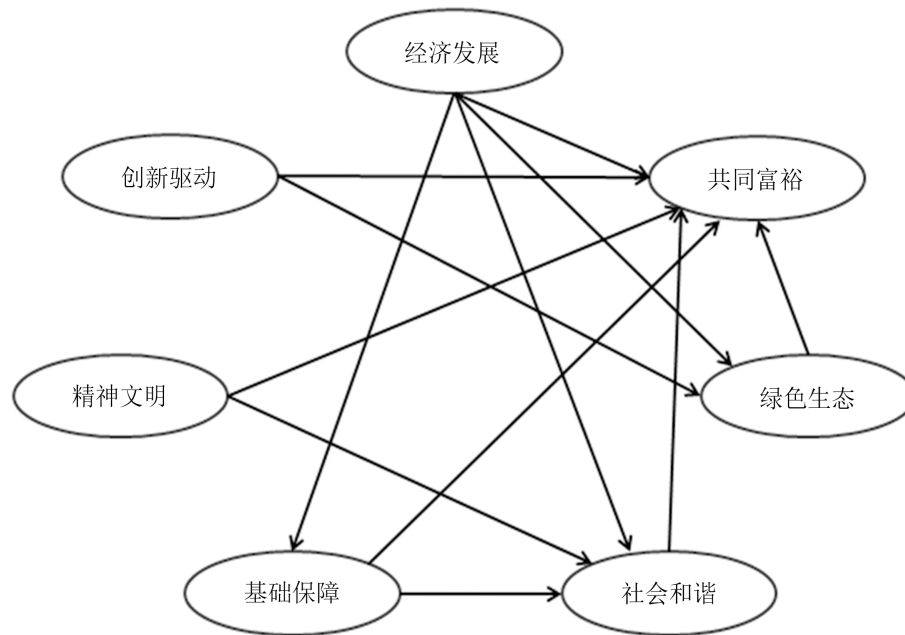 经济发展
创新驱动
共同富裕
精神文明
绿色生态
基础保障
社会和谐